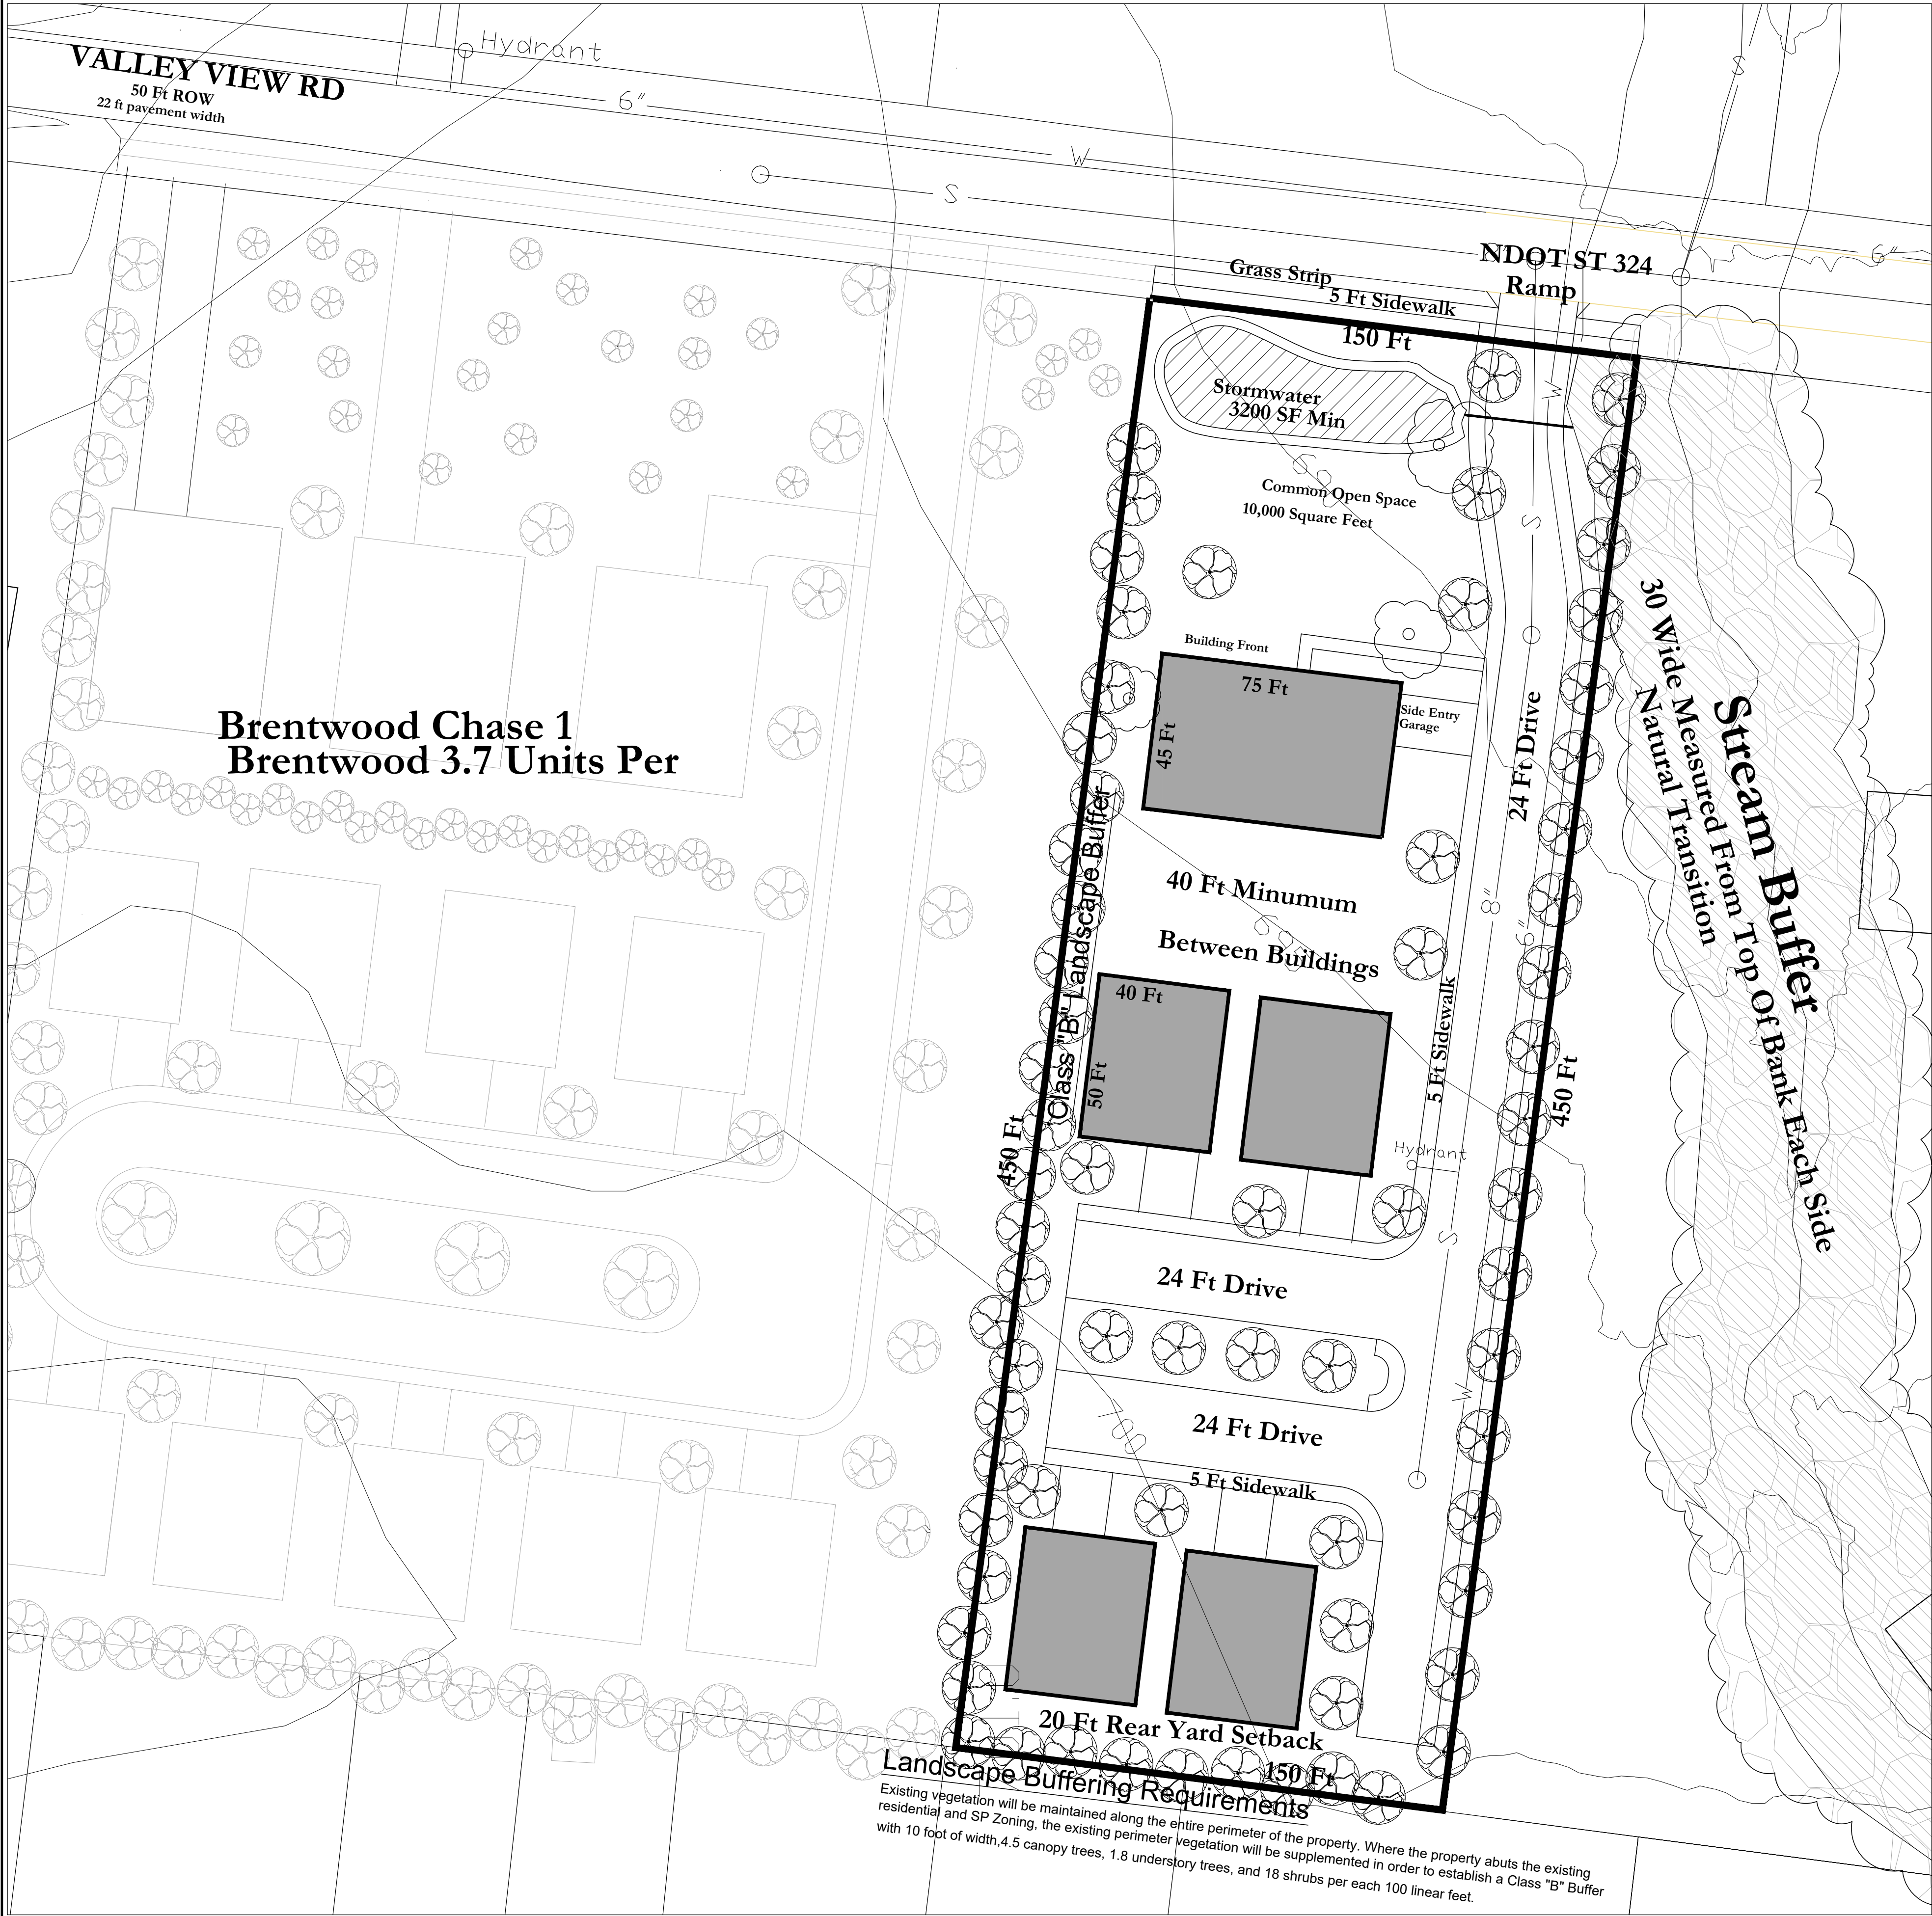 Hydrant
VALLEY VIEW RD
50 Ft ROW
22 ft pavement width
6"
W
S
S
NDOT ST 324
Ramp
6"
Grass Strip
5 Ft Sidewalk
150 Ft
Stormwater
3200 SF Min
W
Common Open Space
10,000 Square Feet
S
Building Front
75 Ft
45 Ft
Side Entry
Garage
24 Ft Drive
Brentwood Chase 1
Brentwood 3.7 Units Per
Stream Buffer
30 Wide Measured From Top Of Bank Each Side
Natural Transition
Class "B" Landscape Buffer
40 Ft Minumum
Between Buildings
8"
6"
40 Ft
50 Ft
5 Ft Sidewalk
450 Ft
450 Ft
Hydrant
S
24 Ft Drive
W
700
24 Ft Drive
5 Ft Sidewalk
20 Ft Rear Yard Setback
150 Ft
Landscape Buffering Requirements
Existing vegetation will be maintained along the entire perimeter of the property. Where the property abuts the existing
residential and SP Zoning, the existing perimeter vegetation will be supplemented in order to establish a Class "B" Buffer
with 10 foot of width,4.5 canopy trees, 1.8 understory trees, and 18 shrubs per each 100 linear feet.